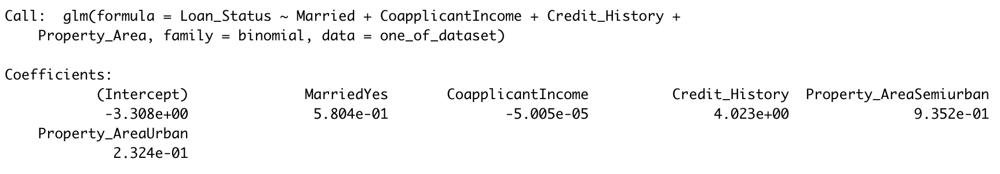 Call:  glm(formula = Loan_Status ~ Married + CoapplicantIncome + Credit_History +
    Property_Area, family = binomial, data = one_of_dataset)

Coefficients:
           (Intercept)              MarriedYes       CoapplicantIncome          Credit_History  Property_AreaSemiurban
            -3.308e+00               5.804e-01              -5.005e-05               4.023e+00               9.352e-01
    Property_AreaUrban
             2.324e-01